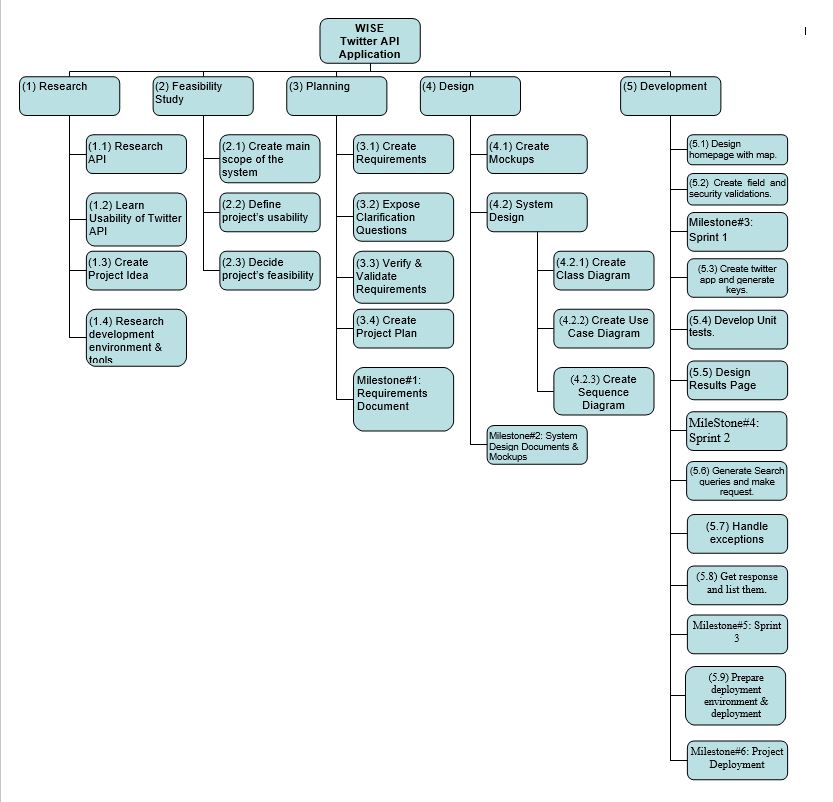 WISE
Twitter API
Application
(1) Research
(2) Feasibility
Study
(3) Planning
(4) Design
(5) Development
(1.1) Research
API
(1.2) Learn
Usability of Twitter
API
(1.3) Create
Project Idea
(1.4) Research
development
environment &
tools
(2.1) Create main
scope of the
system
(2.2) Define
project's usability
(2.3) Decide
project's feasibility
(3.1) Create
Requirements
(3.2) Expose
Clarification
Questions
(3.3) Verify &
Validate
Requirements
(3.4) Create
Project Plan
Milestone#1:
Requirements
Document
(4.1) Create
Mockups
(4.2) System
Design
(4.2.1) Create
Class Diagram
(4.2.2) Create Use
Case Diagram
(4.2.3) Create
Sequence
Diagram
Milestone#2: System
Design Documents &
Mockups
(5.1) Design
homepage with map.
(5.2) Create field and
security validations.
Milestone#3:
Sprint 1
(5.3) Create twitter
app and generate
keys.
(5.4) Develop Unit
tests.
(5.5) Design
Results Page
MileStone#4:
Sprint 2
(5.6) Generate Search
queries and make
request.
(5.7) Handle
exceptions
(5.8) Get response
and list them.
Milestone#5: Sprint
3
(5.9) Prepare
deployment
environment &
deployment
Milestone#6: Project
Deployment